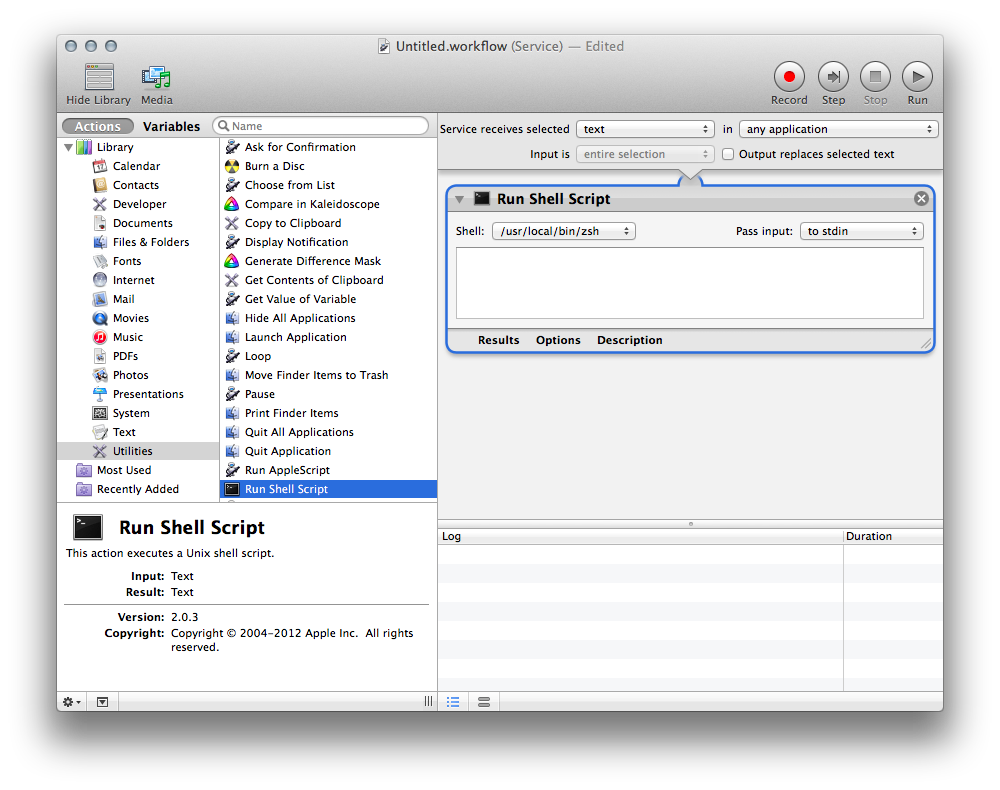 Untitled.workflow (Service) — Edited
Hide Library
Media
Record
Step
Stop
Run
Actions
Variables
Name
Library
Calendar
Contacts
Developer
Documents
Files & Folders
Fonts
Internet
Mail
Movies
Music
PDFs
Photos
Presentations
System
Text
Utilities
Most Used
Recently Added
Ask for Confirmation
Burn a Disc
Choose from List
Compare in Kaleidoscope
Copy to Clipboard
Display Notification
Generate Difference Mask
Get Contents of Clipboard
Get Value of Variable
Hide All Applications
Launch Application
Loop
Move Finder Items to Trash
Pause
Print Finder Items
Quit All Applications
Quit Application
Run AppleScript
Run Shell Script
Run Shell Script
This action executes a Unix shell script.
Input: Text
Result: Text
Version: 2.0.3
Copyright: Copyright © 2004–2012 Apple Inc. All rights
reserved.
Service receives selected text in any application
Input is entire selection Output replaces selected text
Run Shell Script
Shell: /usr/local/bin/zsh Pass input: to stdin
Results Options Description
Log Duration